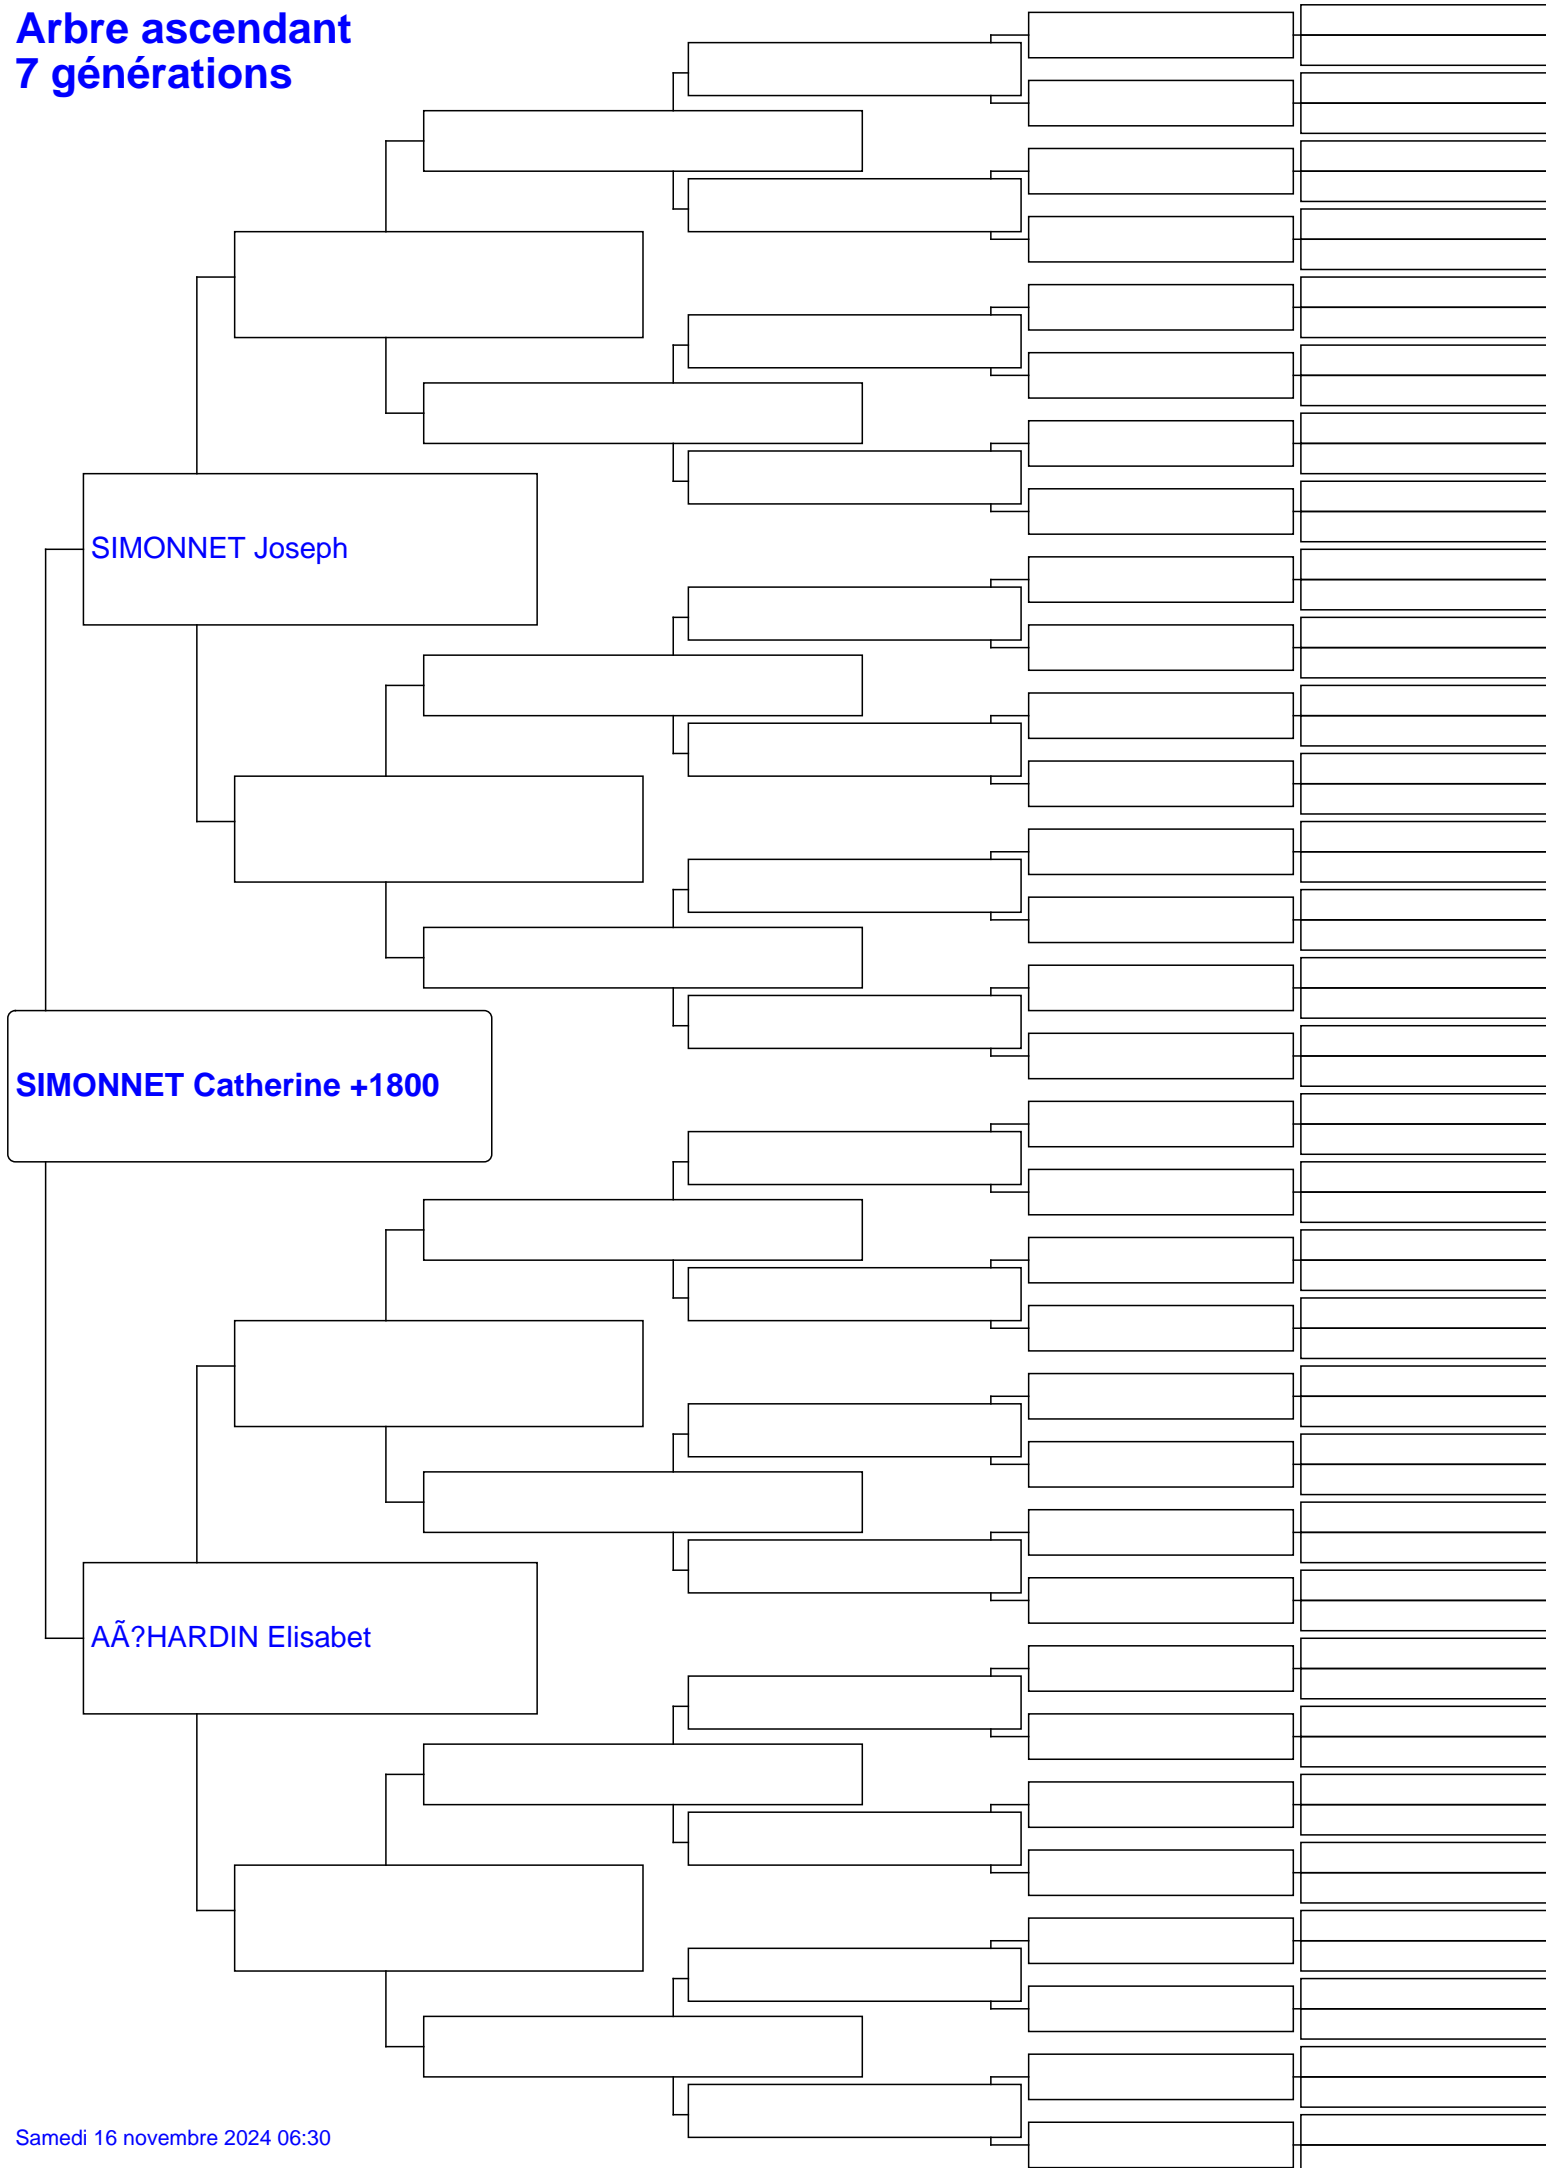 Arbre ascendant
7 générations
SIMONNET Joseph
SIMONNET Catherine +1800
AÃ?HARDIN Elisabet
Samedi 16 novembre 2024 06:30